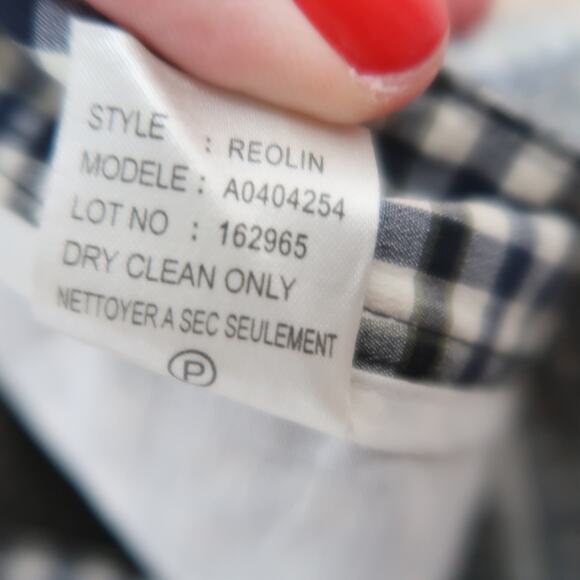 STYLE : REOLIN
MODELE : A0404254
LOT NO : 162965
DRY CLEAN ONLY
NETTOYER A SEC SEULEMENT
P